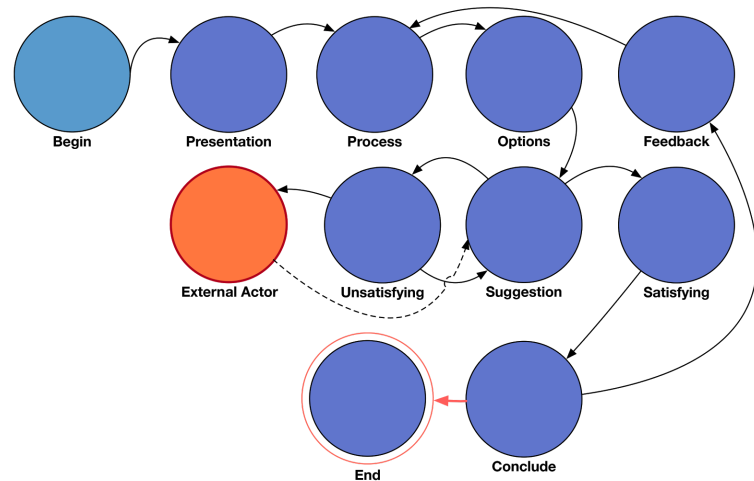 Begin
Presentation
Process
Options
Feedback
External Actor
Unsatisfying
Suggestion
Satisfying
End
Conclude